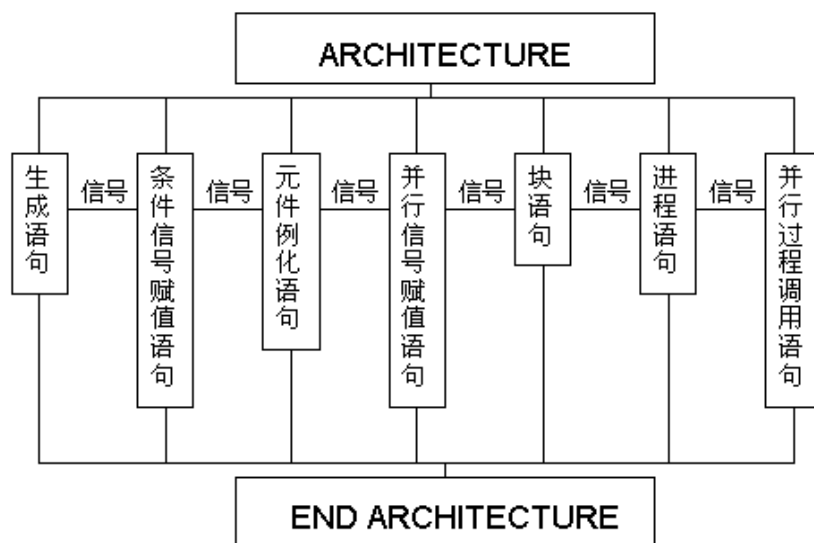 ARCHITECTURE
生成语句
信号
条件信号赋值语句
信号
元件例化语句
信号
并行信号赋值语句
信号
块语句
信号
进程语句
信号
并行过程调用语句
END ARCHITECTURE